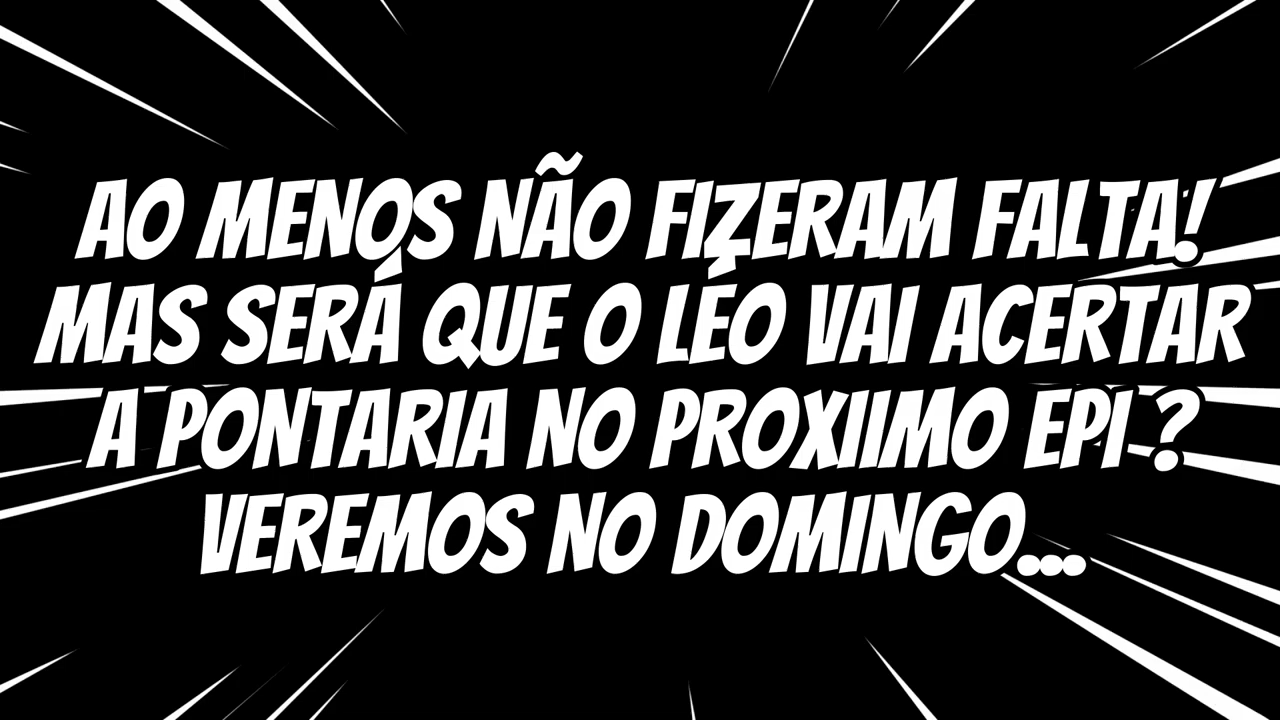 AO MENOS NÃO FIZERAM FALTA!
MAS SERÁ QUE O LÉO VAI ACERTAR
A PONTARIA NO PROXIIMO EPI ?
VEREMOS NO DOMINGO...